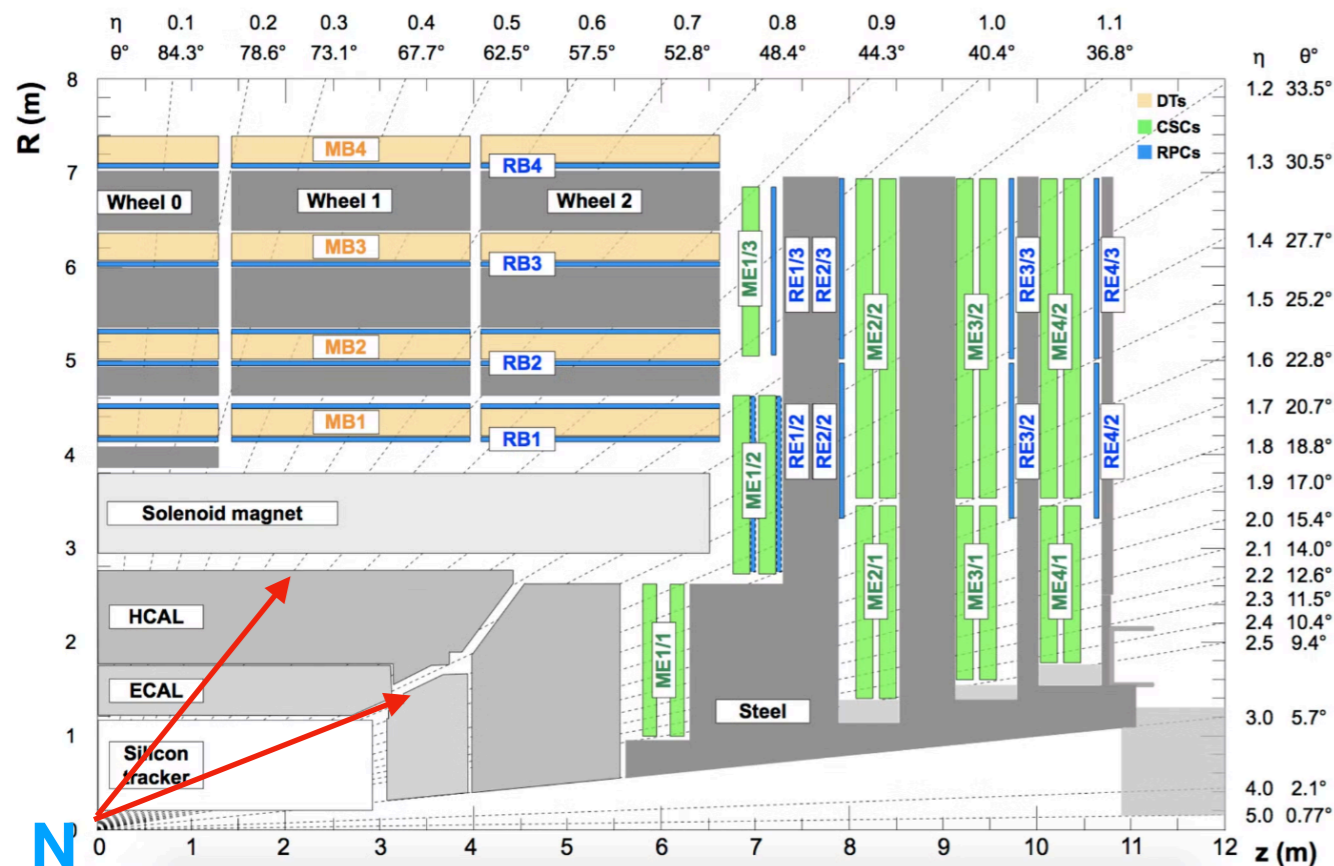 η 0.1 0.2 0.3 0.4 0.5 0.6 0.7 0.8 0.9 1.0 1.1
θ° 84.3° 78.6° 73.1° 67.7° 62.5° 57.5° 52.8° 48.4° 44.3° 40.4° 36.8° η θ°
R (m)
8
7
6
5
4
3
2
1
0
1.2 33.5°
1.3 30.5°
1.4 27.7°
1.5 25.2°
1.6 22.8°
1.7 20.7°
1.8 18.8°
1.9 17.0°
2.0 15.4°
2.1 14.0°
2.2 12.6°
2.3 11.5°
2.4 10.4°
2.5 9.4°
3.0 5.7°
4.0 2.1°
5.0 0.77°
DTs
CSCs
RPCs
MB4
RB4
Wheel 0 Wheel 1 Wheel 2
MB3
RB3
MB2
RB2
MB1
RB1
Solenoid magnet
HCAL
ECAL
Silicon
tracker
Steel
ME1/3
RE1/3
RE2/3
ME2/2
ME3/2
RE3/3
ME4/2
RE4/3
ME1/2
RE1/2
RE2/2
RE3/2
RE4/2
ME1/1
ME2/1
ME3/1
ME4/1
N
0 1 2 3 4 5 6 7 8 9 10 11 12
z (m)